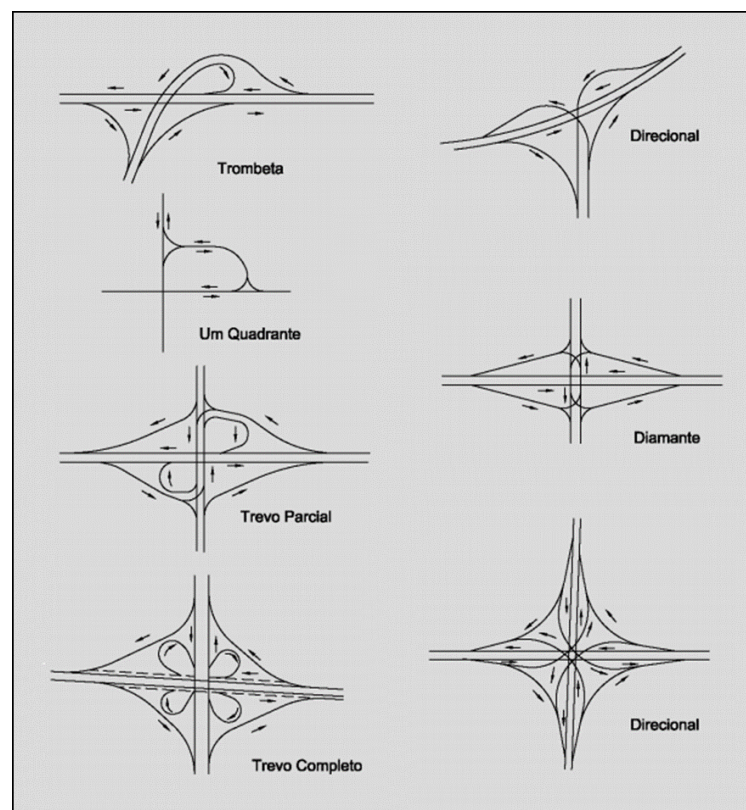 Trombeta
Direcional
Um Quadrante
Diamante
Trevo Parcial
Trevo Completo
Direcional